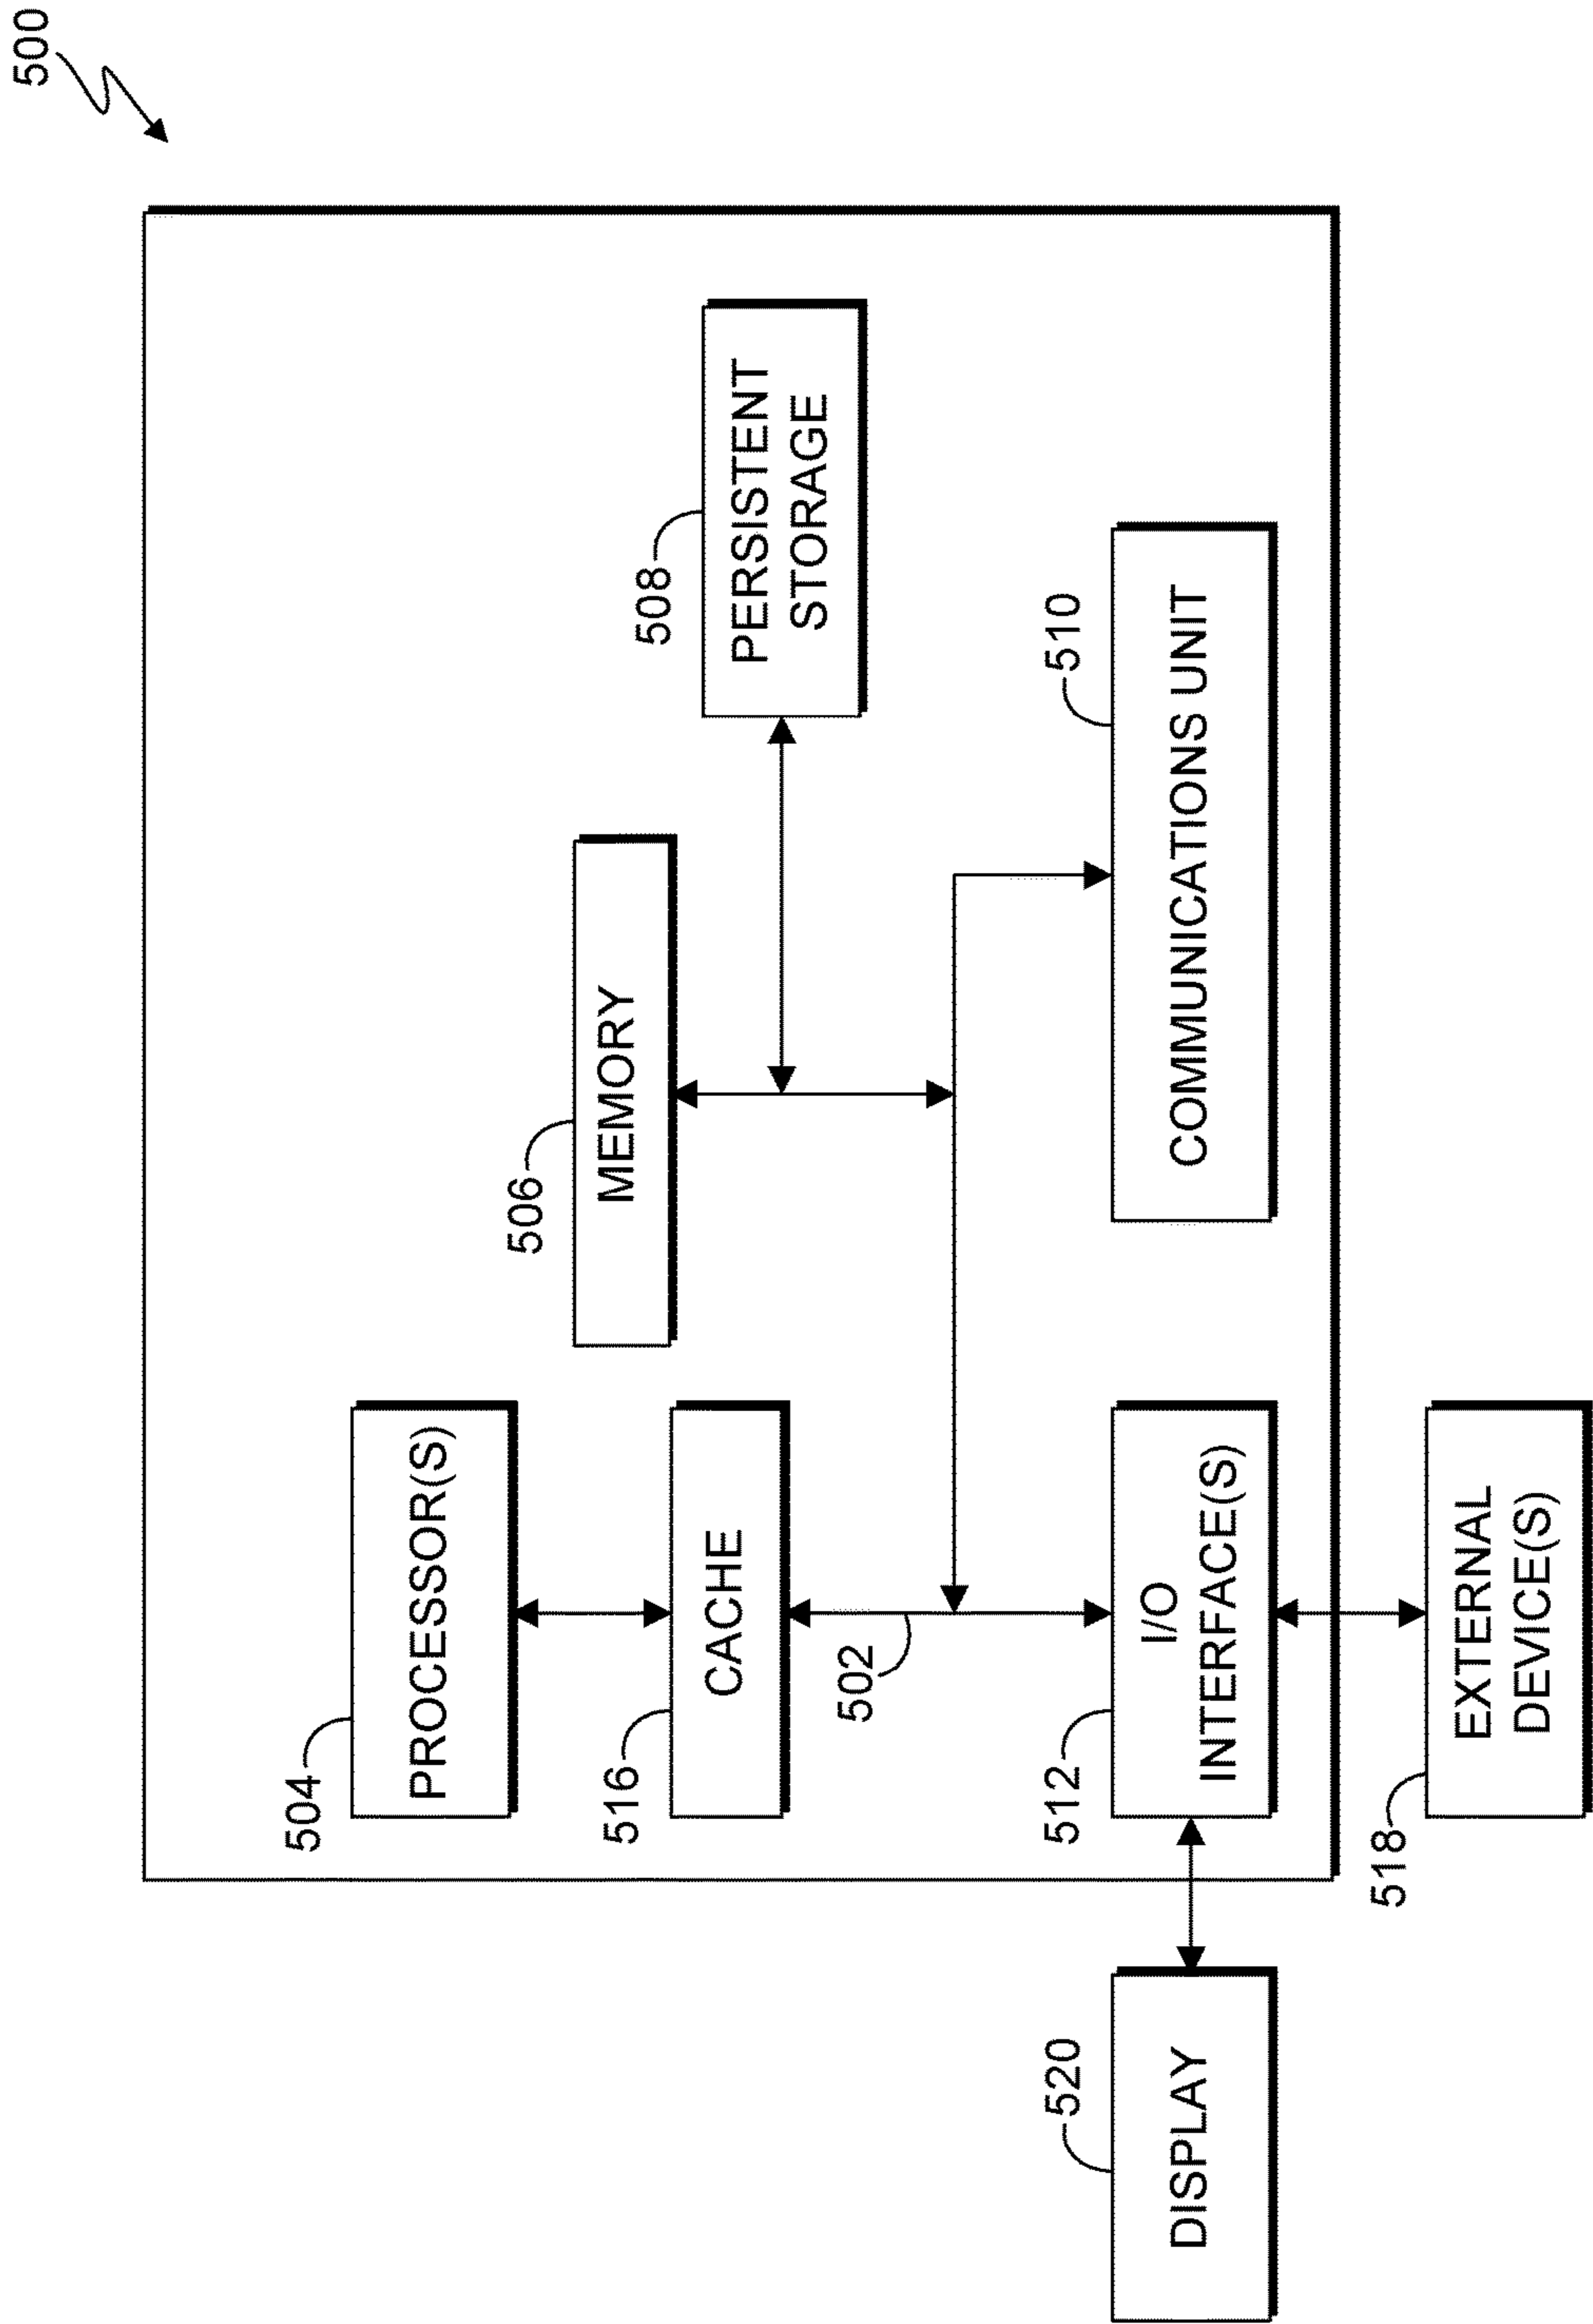 500
504
PROCESSOR(S)
506
MEMORY
516
CACHE
508
PERSISTENT
STORAGE
502
520
DISPLAY
512
I/O
INTERFACE(S)
510
COMMUNICATIONS UNIT
518
EXTERNAL
DEVICE(S)